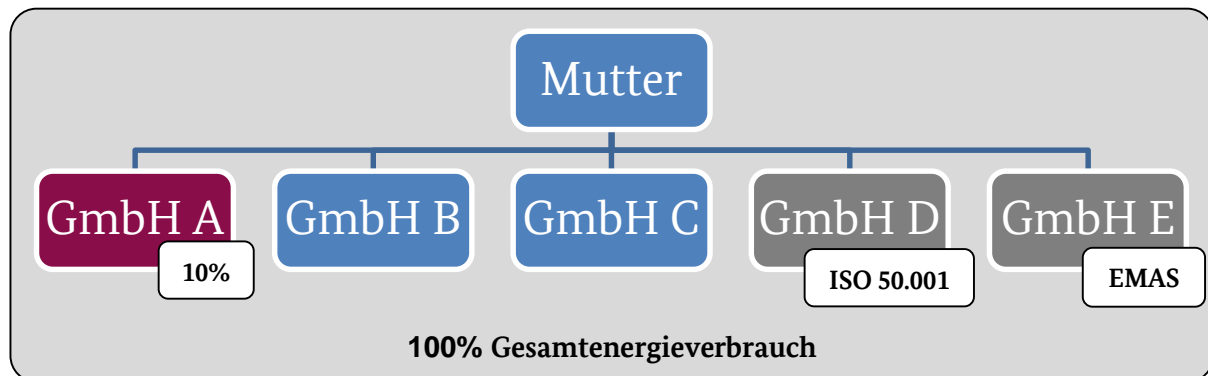 Mutter
GmbH A
10%
GmbH B
GmbH C
GmbH D
ISO 50.001
GmbH E
EMAS
100% Gesamtenergieverbrauch